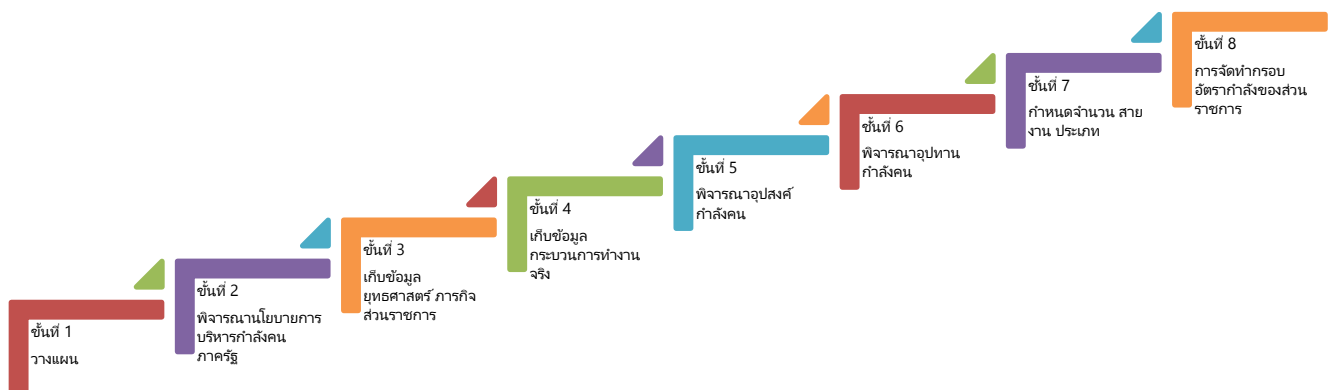 ขั้นที่ 1
วางแผน
ขั้นที่ 2
พิจารณานโยบายการ
บริหารกำลังคน
ภาครัฐ
ขั้นที่ 3
เก็บข้อมูล
ยุทธศาสตร์ ภารกิจ
ส่วนราชการ
ขั้นที่ 4
เก็บข้อมูล
กระบวนการทำงาน
จริง
ขั้นที่ 5
พิจารณาอุปสงค์
กำลังคน
ขั้นที่ 6
พิจารณาอุปทาน
กำลังคน
ขั้นที่ 7
กำหนดจำนวน สาย
งาน ประเภท
ขั้นที่ 8
การจัดทำกรอบ
อัตรากำลังของส่วน
ราชการ